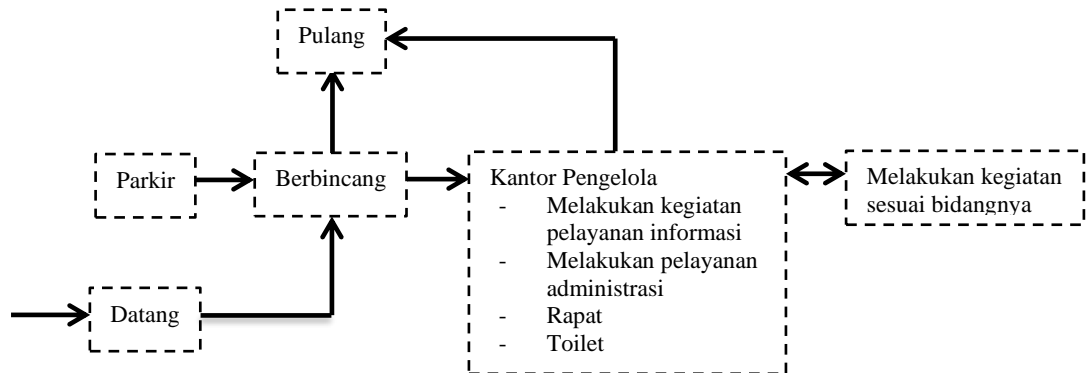 Pulang
Parkir
Berbincang
Kantor Pengelola
- Melakukan kegiatan
pelayanan informasi
- Melakukan pelayanan
administrasi
- Rapat
- Toilet
Melakukan kegiatan
sesuai bidangnya
Datang